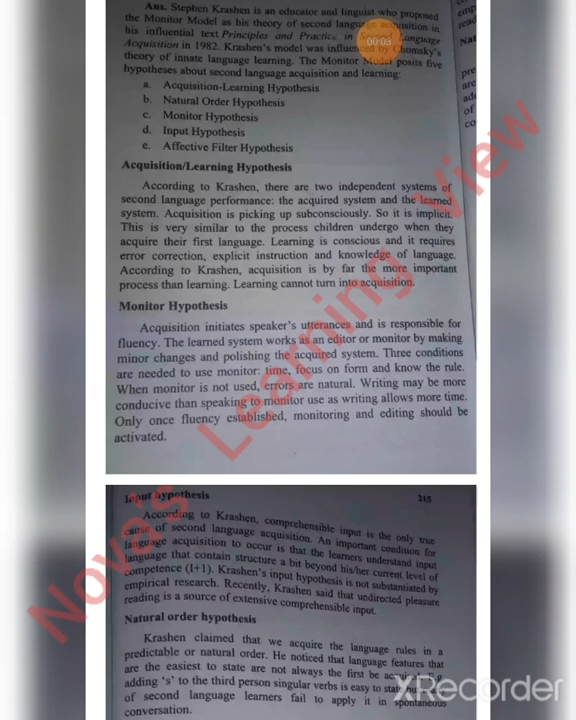 Ans. Stephen Krashen is an educator and linguist who proposed
the Monitor Model as his theory of second language acquisition in
his influential text Principles and Practice in Second Language
Acquisition in 1982. Krashen's model was influenced by Chomsky's
theory of innate language learning. The Monitor Model posits five
hypotheses about second language acquisition and learning:
a. Acquisition-Learning Hypothesis
b. Natural Order Hypothesis
c. Monitor Hypothesis
d. Input Hypothesis
e. Affective Filter Hypothesis
Acquisition/Learning Hypothesis
According to Krashen, there are two independent systems of
second language performance: the acquired system and the learned
system. Acquisition is picking up subconsciously. So it is implicit.
This is very similar to the process children undergo when they
acquire their first language. Learning is conscious and it requires
error correction, explicit instruction and knowledge of language.
According to Krashen, acquisition is by far the more important
process than learning. Learning cannot turn into acquisition.
Monitor Hypothesis
Acquisition initiates speaker's utterances and is responsible for
fluency. The learned system works as an editor or monitor by making
minor changes and polishing the acquired system. Three conditions
are needed to use monitor: time, focus on form and know the rule.
When monitor is not used, errors are natural. Writing may be more
conducive than speaking to monitor use as writing allows more time.
Only once fluency established, monitoring and editing should be
activated.
00:03
emp
read
Nat
pre
are
add
of
co
Input hypothesis 215
According to Krashen, comprehensible input is the only true
cause of second language acquisition. An important condition for
language acquisition to occur is that the learners understand input
language that contain structure a bit beyond his/her current level of
competence (I+1). Krashen's input hypothesis is not substantiated by
empirical research. Recently, Krashen said that undirected pleasure
reading is a source of extensive comprehensible input.
Natural order hypothesis
Krashen claimed that we acquire the language rules in a
predictable or natural order. He noticed that language features that
are the easiest to state are not always the first be
adding 's' to the third person singular verbs is easy to state
of second language learners fail to apply it in spontaneous
conversation.
Nova's Learning View
XRecorder